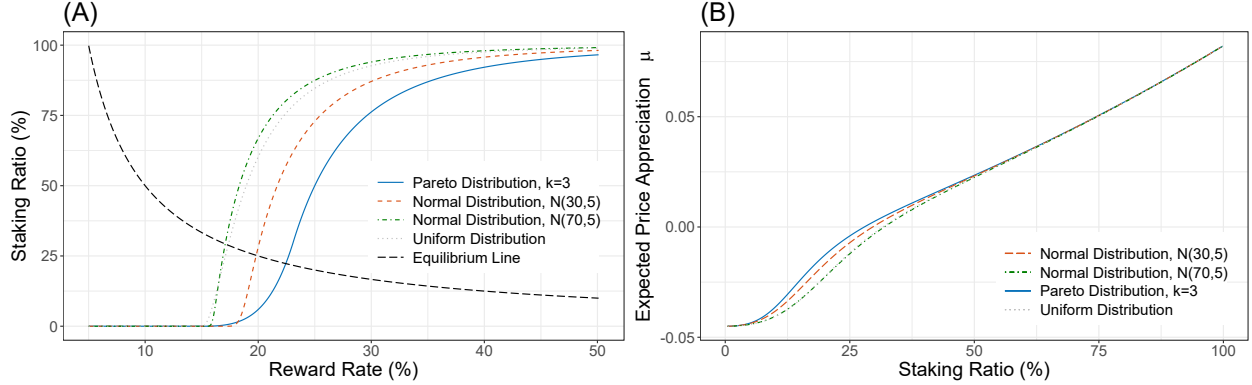 (A)
Staking Ratio (%)
100
75
50
25
0
Pareto Distribution, k=3
Normal Distribution, N(30,5)
Normal Distribution, N(70,5)
Uniform Distribution
Equilibrium Line
10
20
30
40
50
Reward Rate (%)
(B)
Expected Price Appreciation μ
0.05
0.00
-0.05
Normal Distribution, N(30,5)
Normal Distribution, N(70,5)
Pareto Distribution, k=3
Uniform Distribution
0
25
50
75
100
Staking Ratio (%)